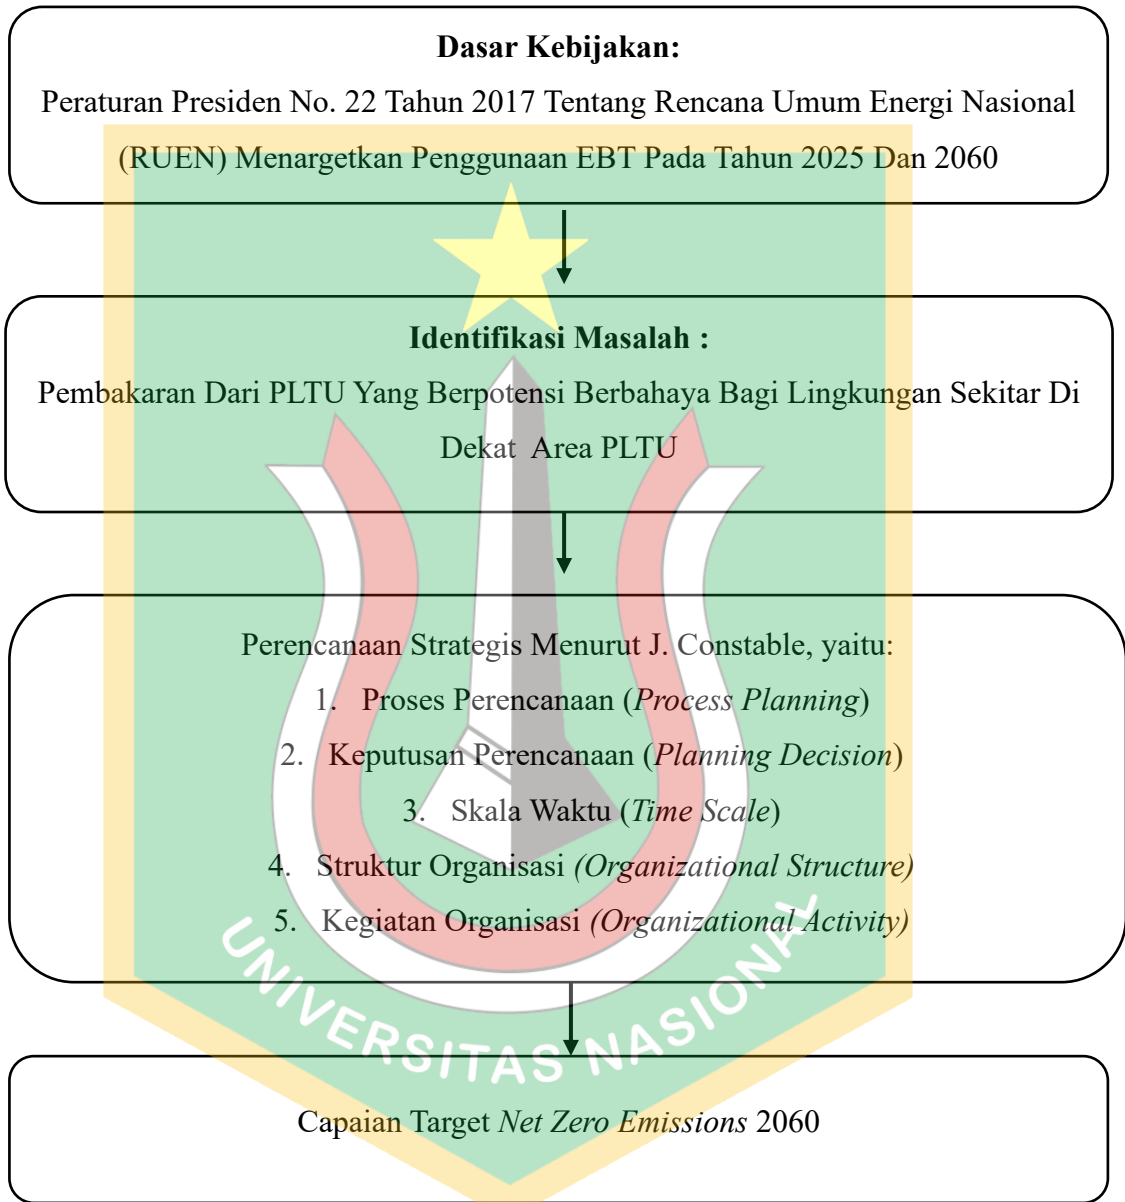 Dasar Kebijakan:
Peraturan Presiden No. 22 Tahun 2017 Tentang Rencana Umum Energi Nasional
(RUEN) Menargetkan Penggunaan EBT Pada Tahun 2025 Dan 2060
Identifikasi Masalah :
Pembakaran Dari PLTU Yang Berpotensi Berbahaya Bagi Lingkungan Sekitar Di
Dekat Area PLTU
Perencanaan Strategis Menurut J. Constable, yaitu:
1. Proses Perencanaan (Process Planning)
2. Keputusan Perencanaan (Planning Decision)
3. Skala Waktu (Time Scale)
4. Struktur Organisasi (Organizational Structure)
5. Kegiatan Organisasi (Organizational Activity)
UNIVERSITAS NASIONAL
Capaian Target Net Zero Emissions 2060